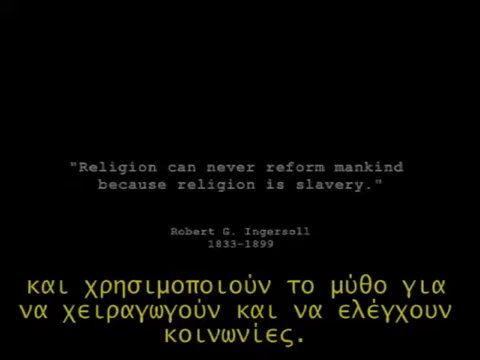 "Religion can never reform mankind
because religion is slavery."
Robert G. Ingersoll
1833-1899
και χρησιμοποιούν το μύθο για
να χειραγωγούν και να ελέγχουν
κοινωνίες.